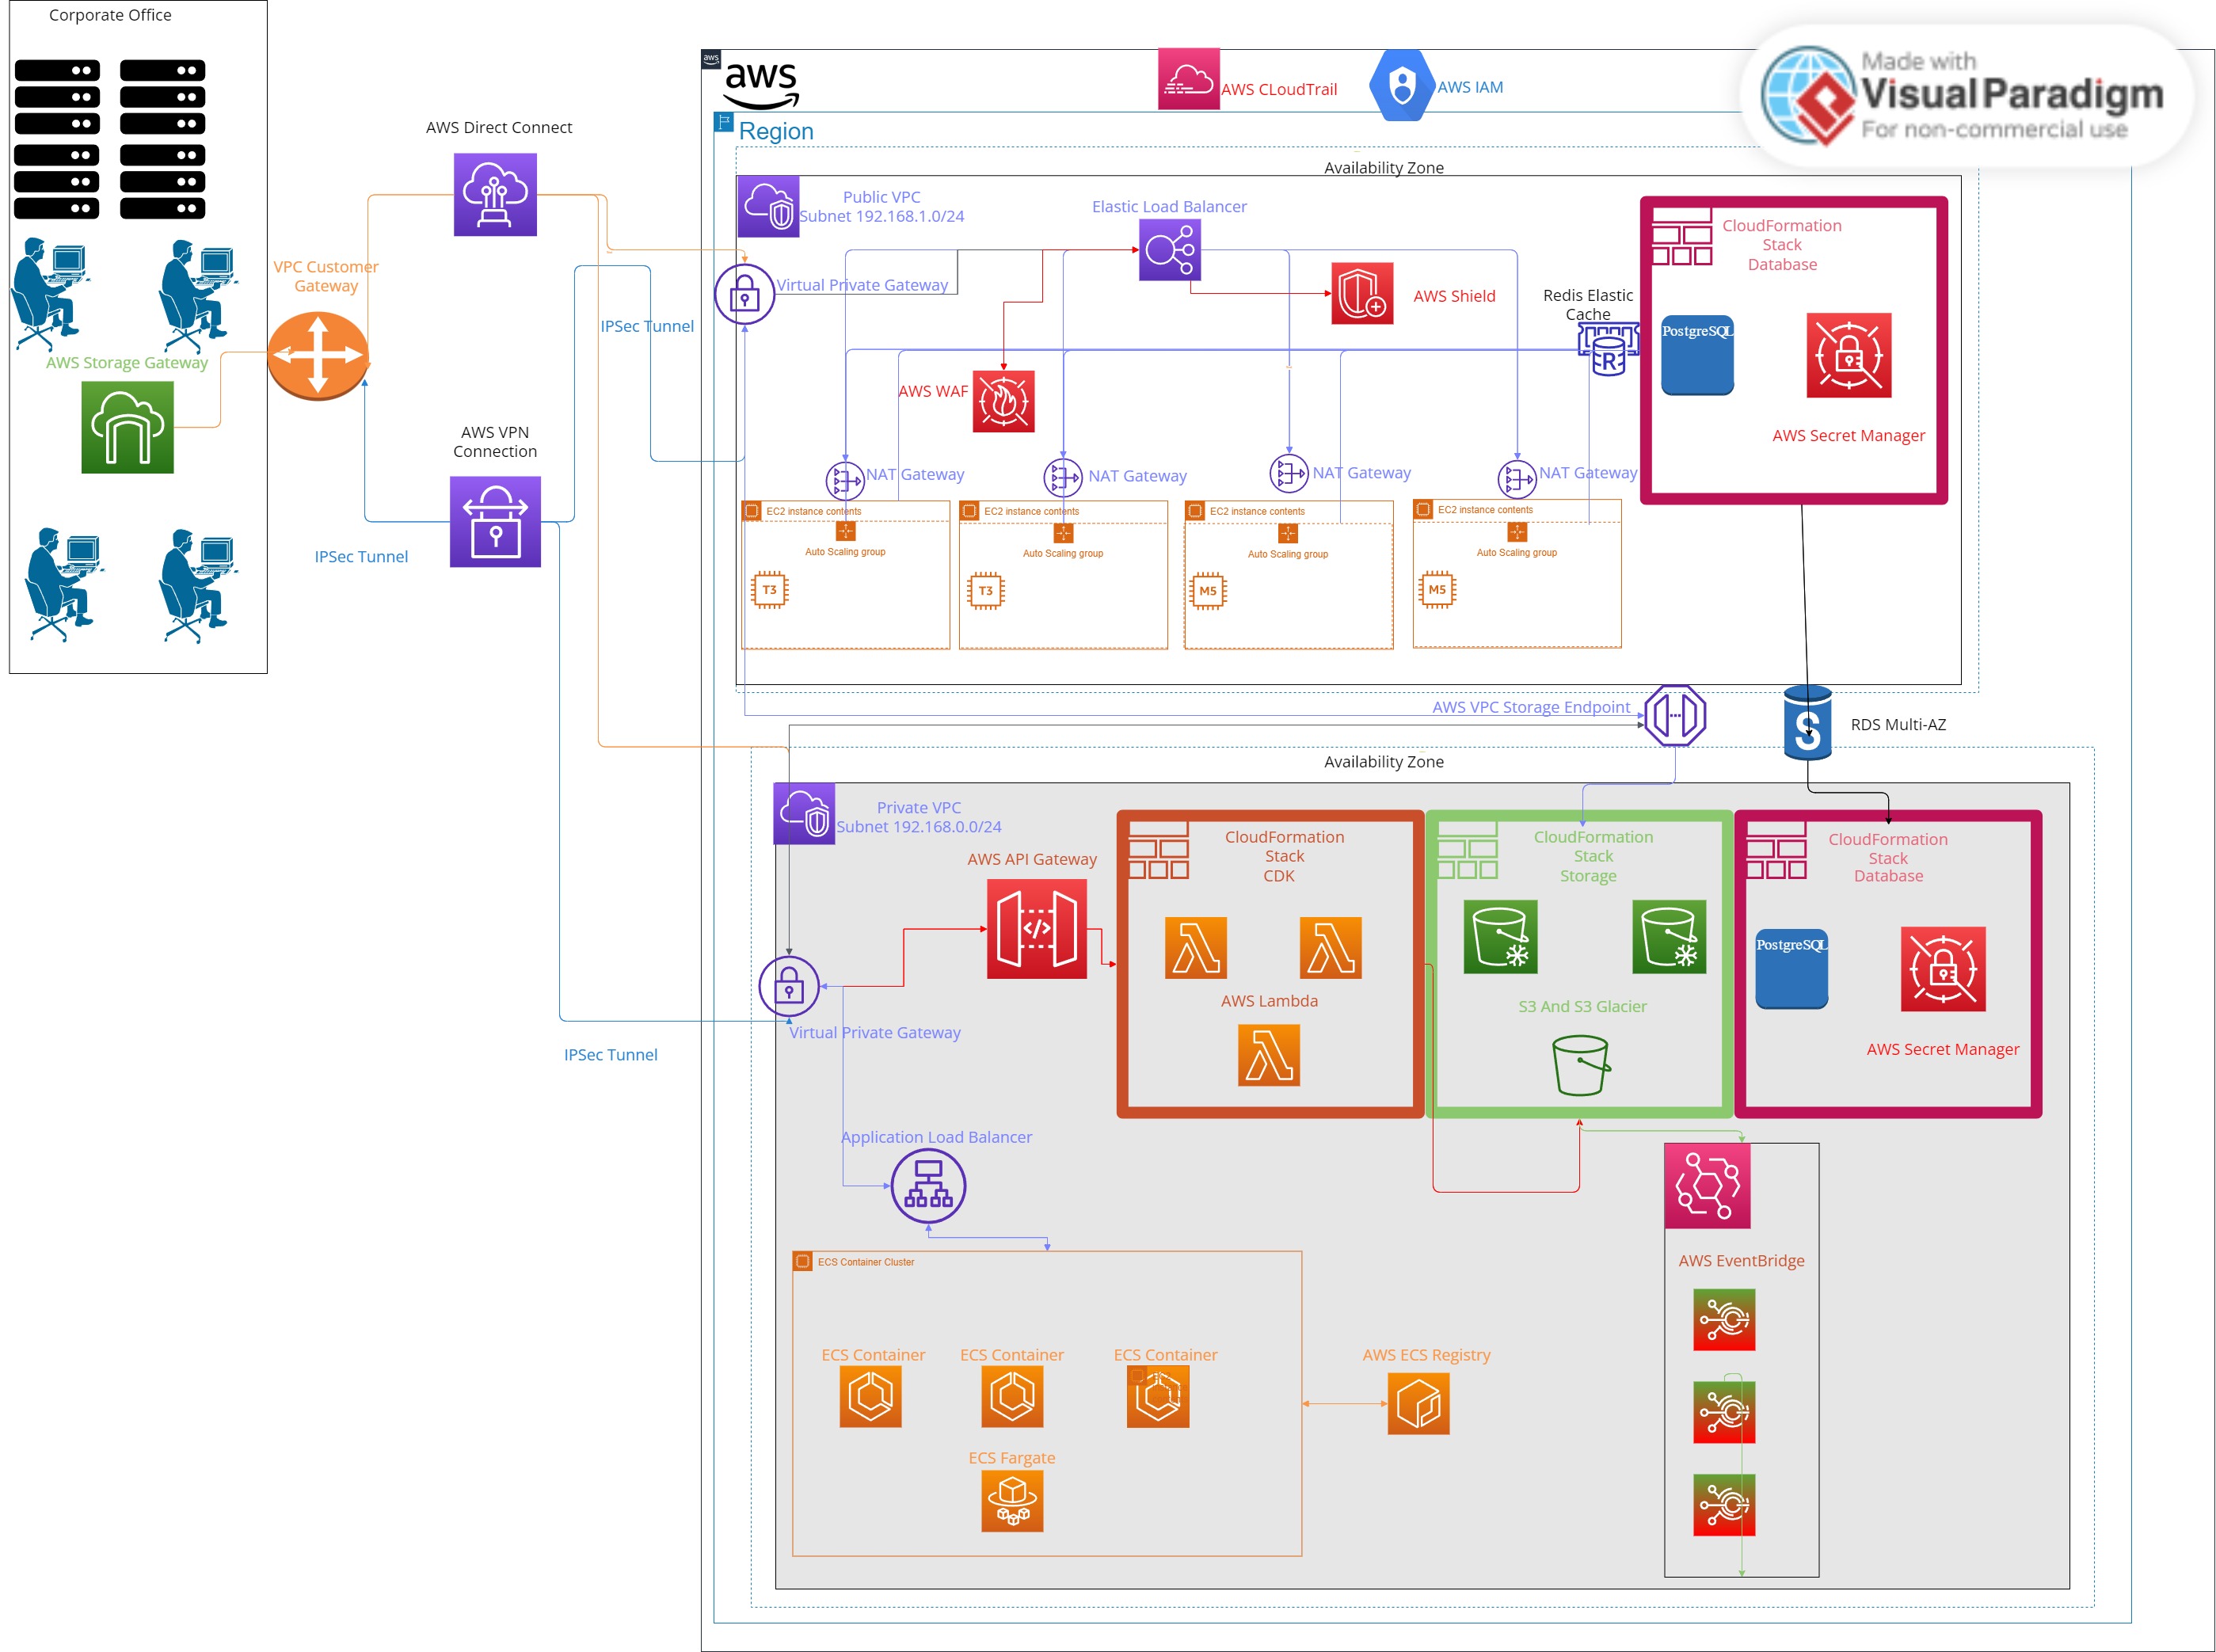 Corporate Office
AWS Direct Connect
VPC Customer
Gateway
AWS Storage Gateway
AWS VPN
Connection
IPSec Tunnel
IPSec Tunnel
IPSec Tunnel
aws
aws
AWS CLoudTrail
AWS IAM
Made with
Visual Paradigm
For non-commercial use
Region
Availability Zone
Public VPC
Subnet 192.168.1.0/24
Elastic Load Balancer
Virtual Private Gateway
AWS Shield
AWS WAF
Redis Elastic
Cache
R
CloudFormation
Stack
Database
PostgreSQL
AWS Secret Manager
NAT Gateway
NAT Gateway
NAT Gateway
NAT Gateway
EC2 instance contents
EC2 instance contents
EC2 instance contents
EC2 instance contents
Auto Scaling group
Auto Scaling group
Auto Scaling group
Auto Scaling group
T3
T3
M5
M5
AWS VPC Storage Endpoint
S
RDS Multi-AZ
Availability Zone
Private VPC
Subnet 192.168.0.0/24
AWS API Gateway
</>
CloudFormation
Stack
CDK
AWS Lambda
CloudFormation
Stack
Storage
S3 And S3 Glacier
CloudFormation
Stack
Database
PostgreSQL
AWS Secret Manager
Virtual Private Gateway
Application Load Balancer
ECS Container Cluster
ECS Container
ECS Container
ECS Container
ECS Fargate
AWS ECS Registry
AWS EventBridge